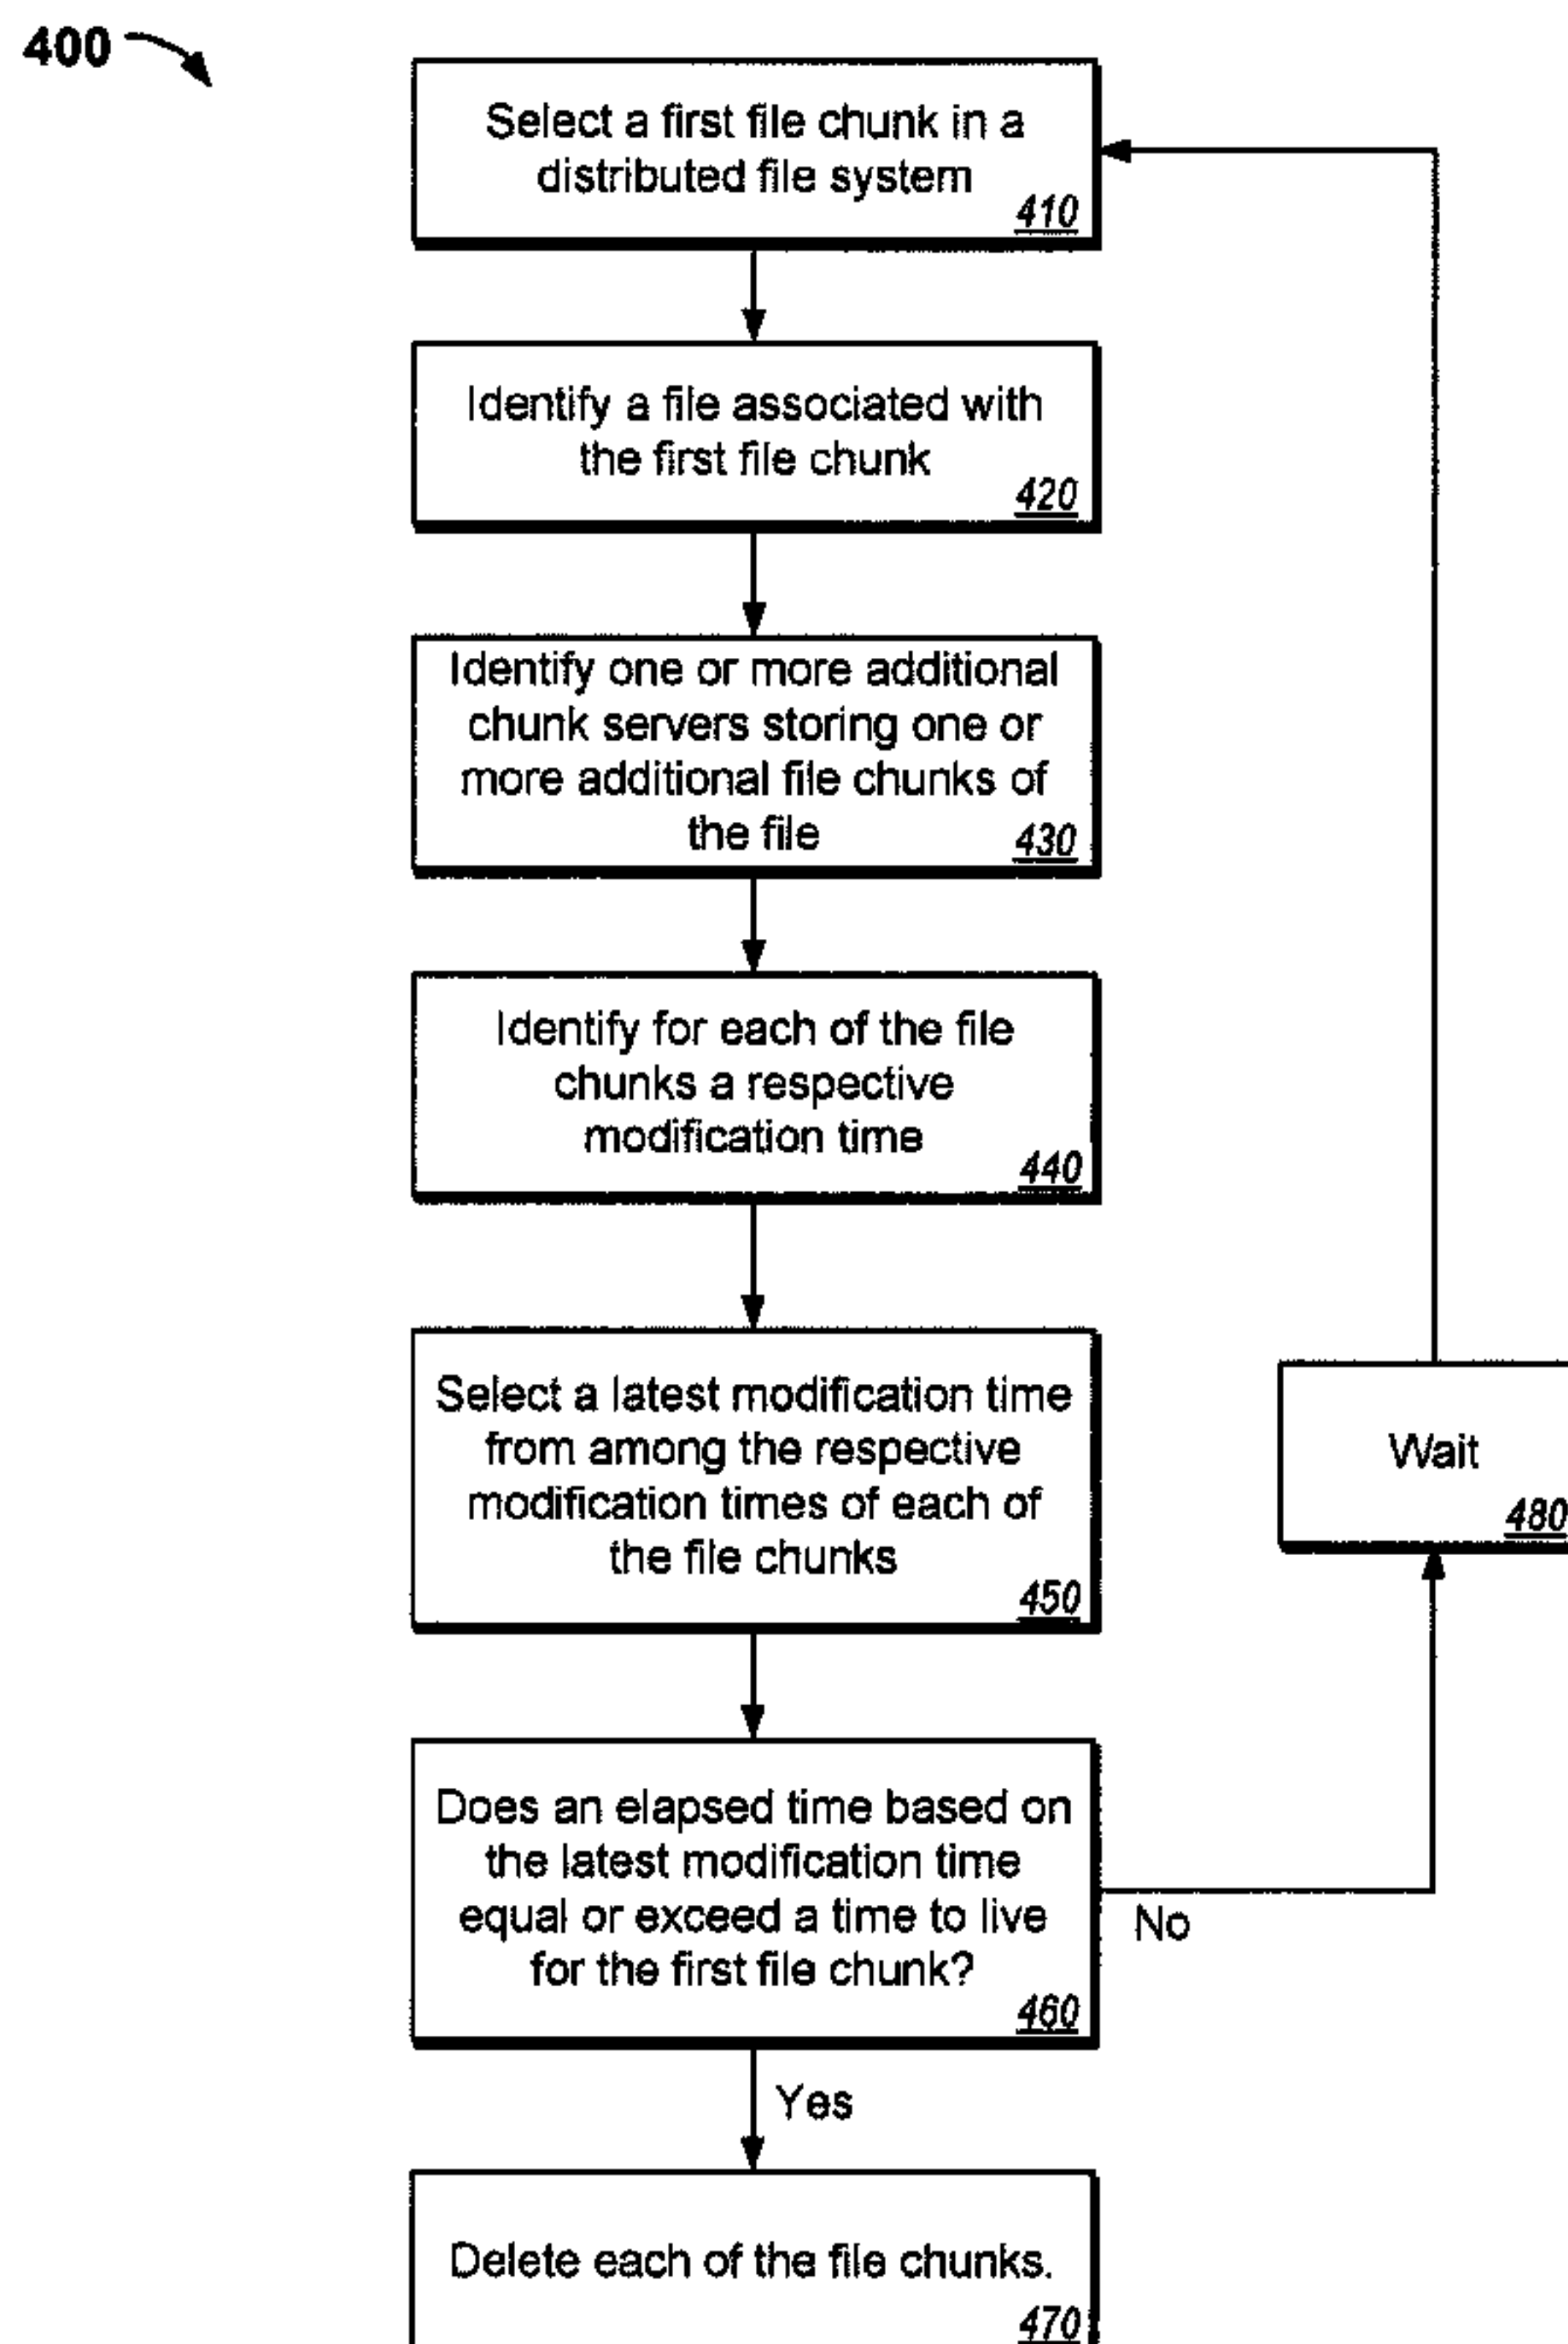 400
Select a first file chunk in a
distributed file system
410
Identify a file associated with
the first file chunk
420
Identify one or more additional
chunk servers storing one or
more additional file chunks of
the file
430
Identify for each of the file
chunks a respective
modification time
440
Select a latest modification time
from among the respective
modification times of each of
the file chunks
450
Wait
480
Does an elapsed time based on
the latest modification time
equal or exceed a time to live
for the first file chunk?
460
No
Yes
Delete each of the file chunks.
470